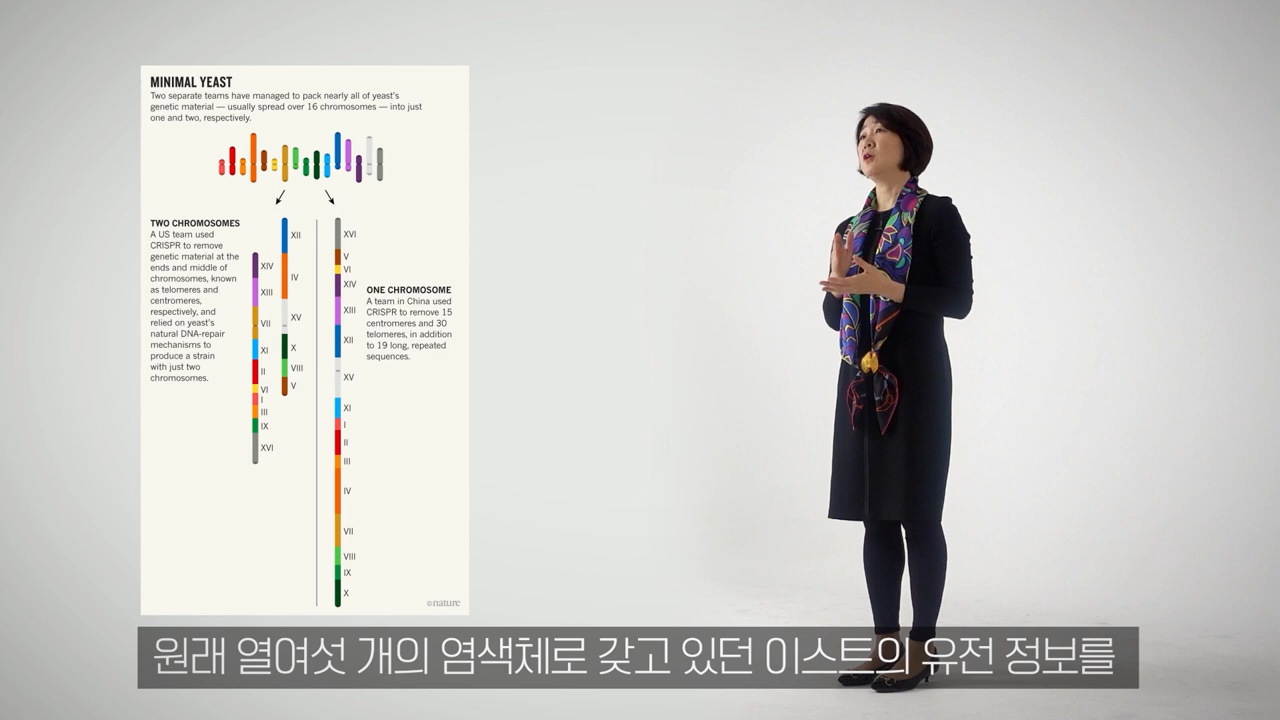 MINIMAL YEAST
Two separate teams have managed to pack nearly all of yeast's
genetic material — usually spread over 16 chromosomes — into just
one and two, respectively.
TWO CHROMOSOMES
A US team used
CRISPR to remove
genetic material at the
ends and middle of
chromosomes, known
as telomeres and
centromeres,
respectively, and
relied on yeast's
natural DNA-repair
mechanisms to
produce a strain
with just two
chromosomes.
XIV
XIII
VII
XI
II
VI
I
III
IX
XVI
XII
IV
XV
X
VIII
V
XVI
V
VI
XIV
XIII
XII
XV
XI
I
II
III
IV
VII
VIII
IX
X
ONE CHROMOSOME
A team in China used
CRISPR to remove 15
centromeres and 30
telomeres, in addition
to 19 long, repeated
sequences.
©nature
원래 열여섯 개의 염색체로 갖고 있던 이스트의 유전 정보를